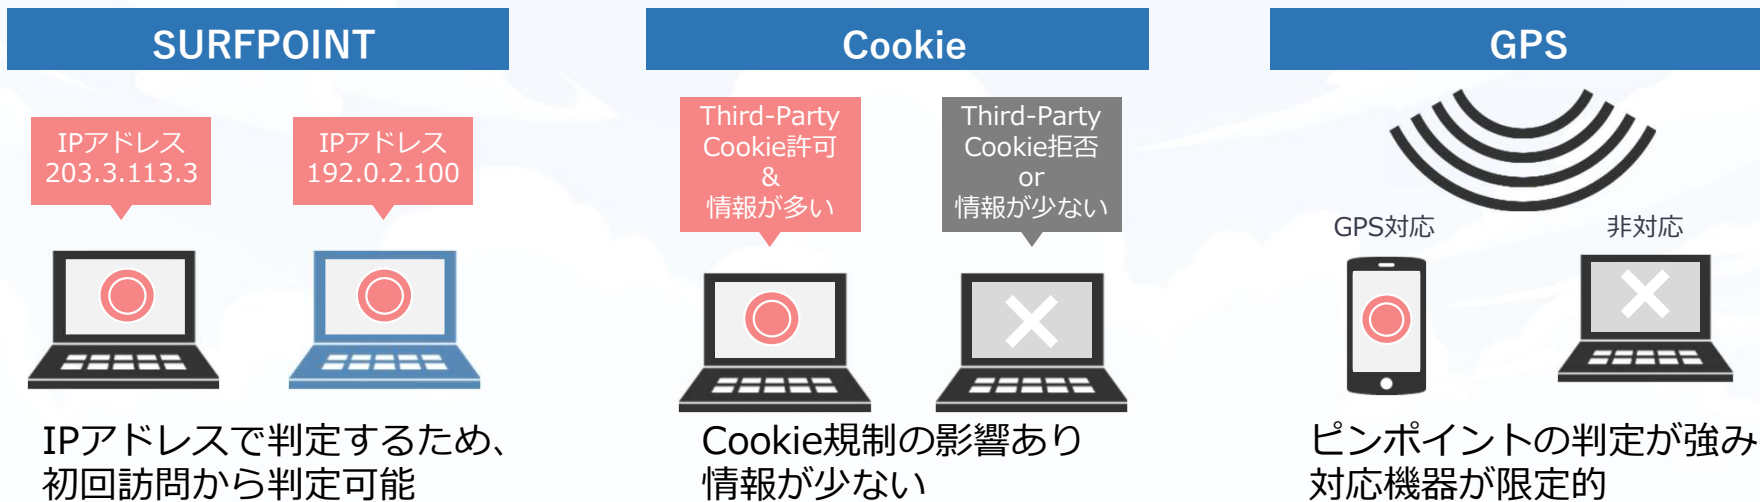 SURFPOINT
IPアドレス
203.3.113.3
IPアドレス
192.0.2.100
IPアドレスで判定するため、
初回訪問から判定可能
Cookie
Third-Party
Cookie許可
&
情報が多い
Third-Party
Cookie拒否
or
情報が少ない
Cookie規制の影響あり
情報が少ない
GPS
GPS対応
非対応
ピンポイントの判定が強み
対応機器が限定的